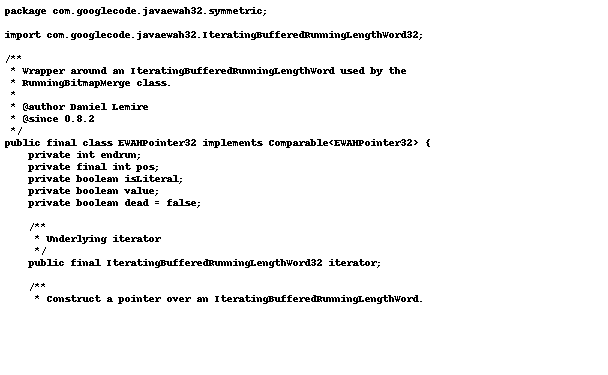 package com.googlecode.javaewah32.symmetric;

import com.googlecode.javaewah32.IteratingBufferedRunningLengthWord32;

/**
 * Wrapper around an IteratingBufferedRunningLengthWord used by the
 * RunningBitmapMerge class.
 *
 * @author Daniel Lemire
 * @since 0.8.2
 */
public final class EWAHPointer32 implements Comparable<EWAHPointer32> {
    private int endrun;
    private final int pos;
    private boolean isLiteral;
    private boolean value;
    private boolean dead = false;

    /**
     * Underlying iterator
     */
    public final IteratingBufferedRunningLengthWord32 iterator;

    /**
     * Construct a pointer over an IteratingBufferedRunningLengthWord.